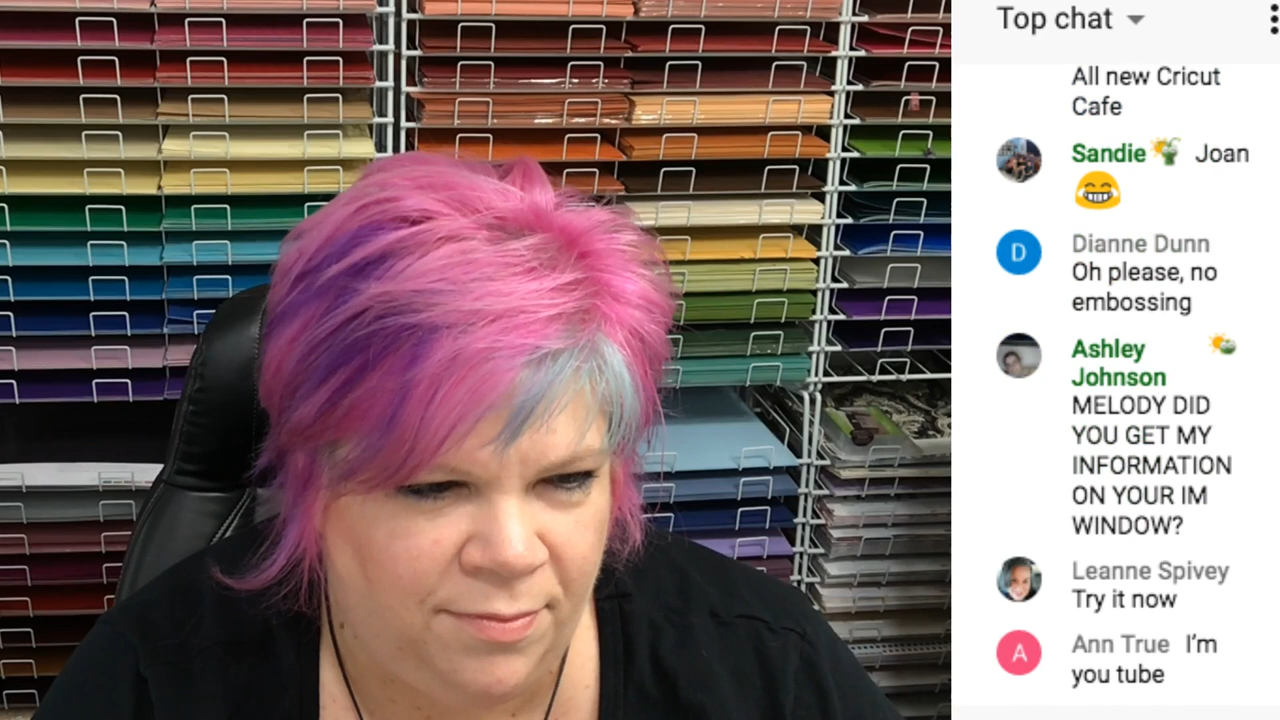 Top chat
All new Cricut
Cafe
Sandie Joan
Dianne Dunn
Oh please, no
embossing
Ashley
Johnson
MELODY DID
YOU GET MY
INFORMATION
ON YOUR IM
WINDOW?
Leanne Spivey
Try it now
Ann True I'm
you tube
D
A